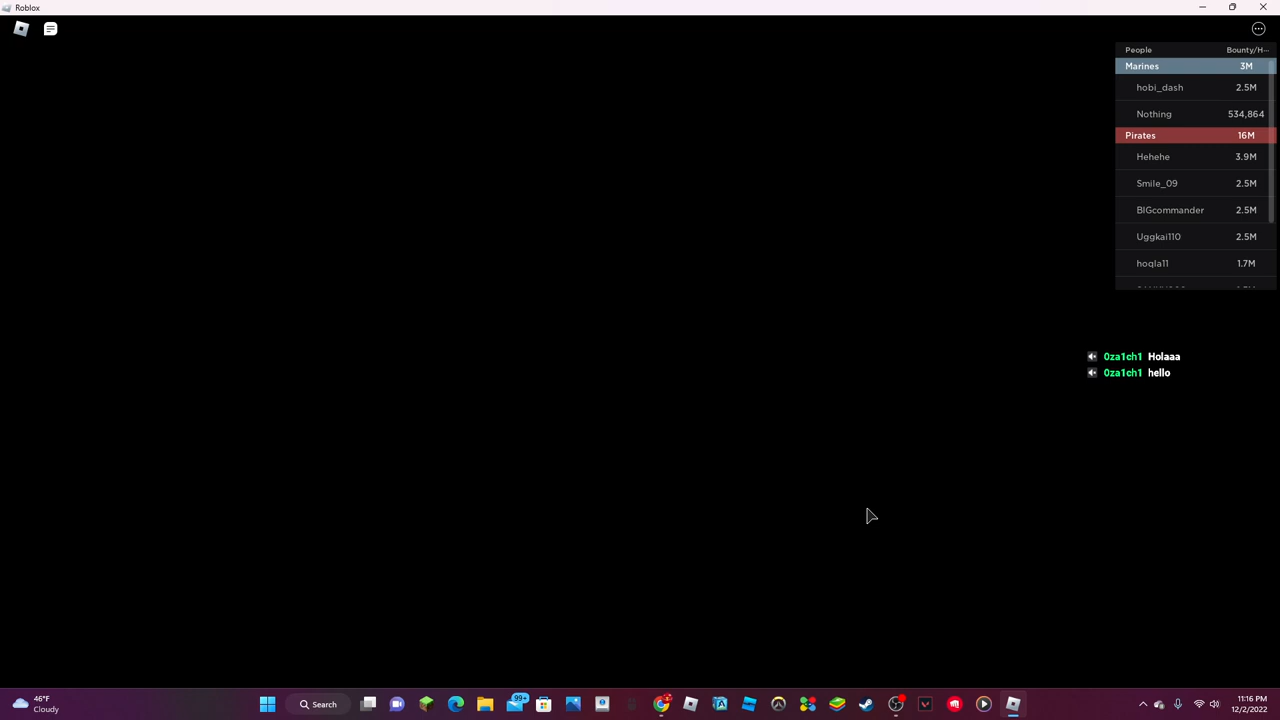 Roblox
People Bounty/H...
Marines 3M
hobi_dash 2.5M
Nothing 534,864
Pirates 16M
Hehehe 3.9M
Smile_09 2.5M
BIGcommander 2.5M
Uggkai110 2.5M
hoqla11 1.7M
0za1ch1 Holaaa
0za1ch1 hello
46°F
Cloudy
Search
99+
11:16 PM
12/2/2022